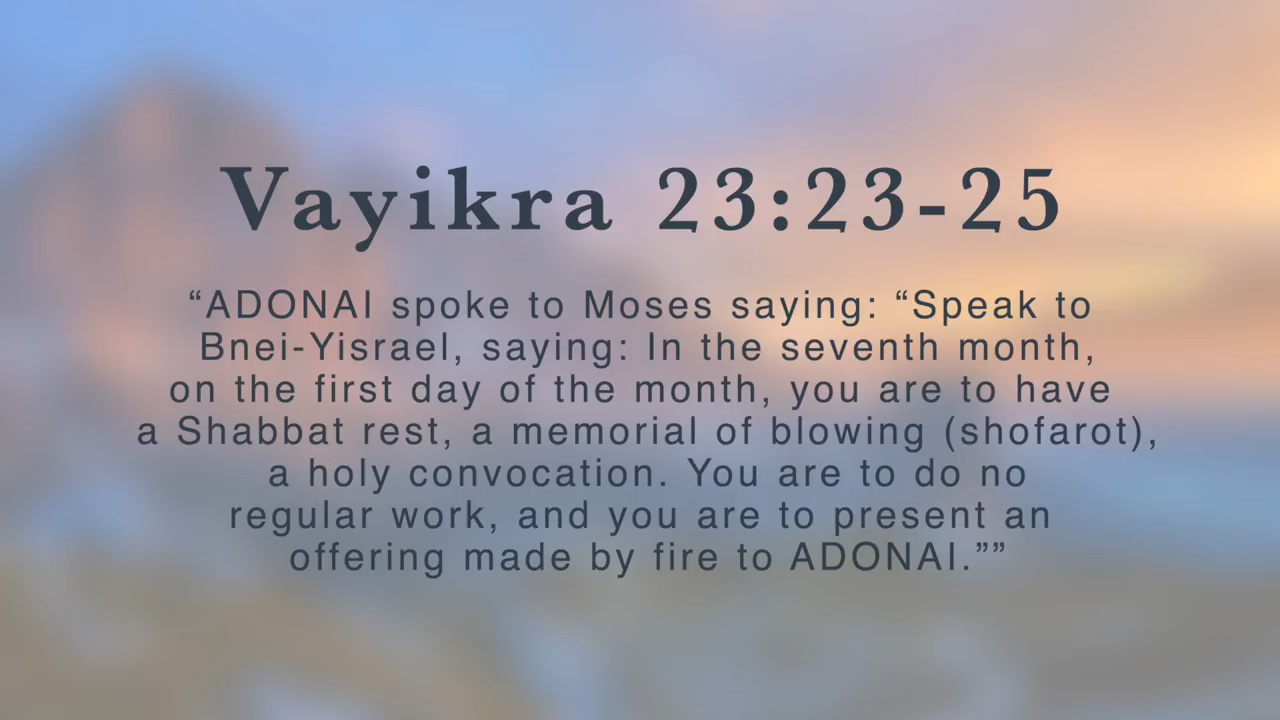 Vayikra 23:23-25
“ADONAI spoke to Moses saying: “Speak to
Bnei-Yisrael, saying: In the seventh month,
on the first day of the month, you are to have
a Shabbat rest, a memorial of blowing (shofarot),
a holy convocation. You are to do no
regular work, and you are to present an
offering made by fire to ADONAI.””